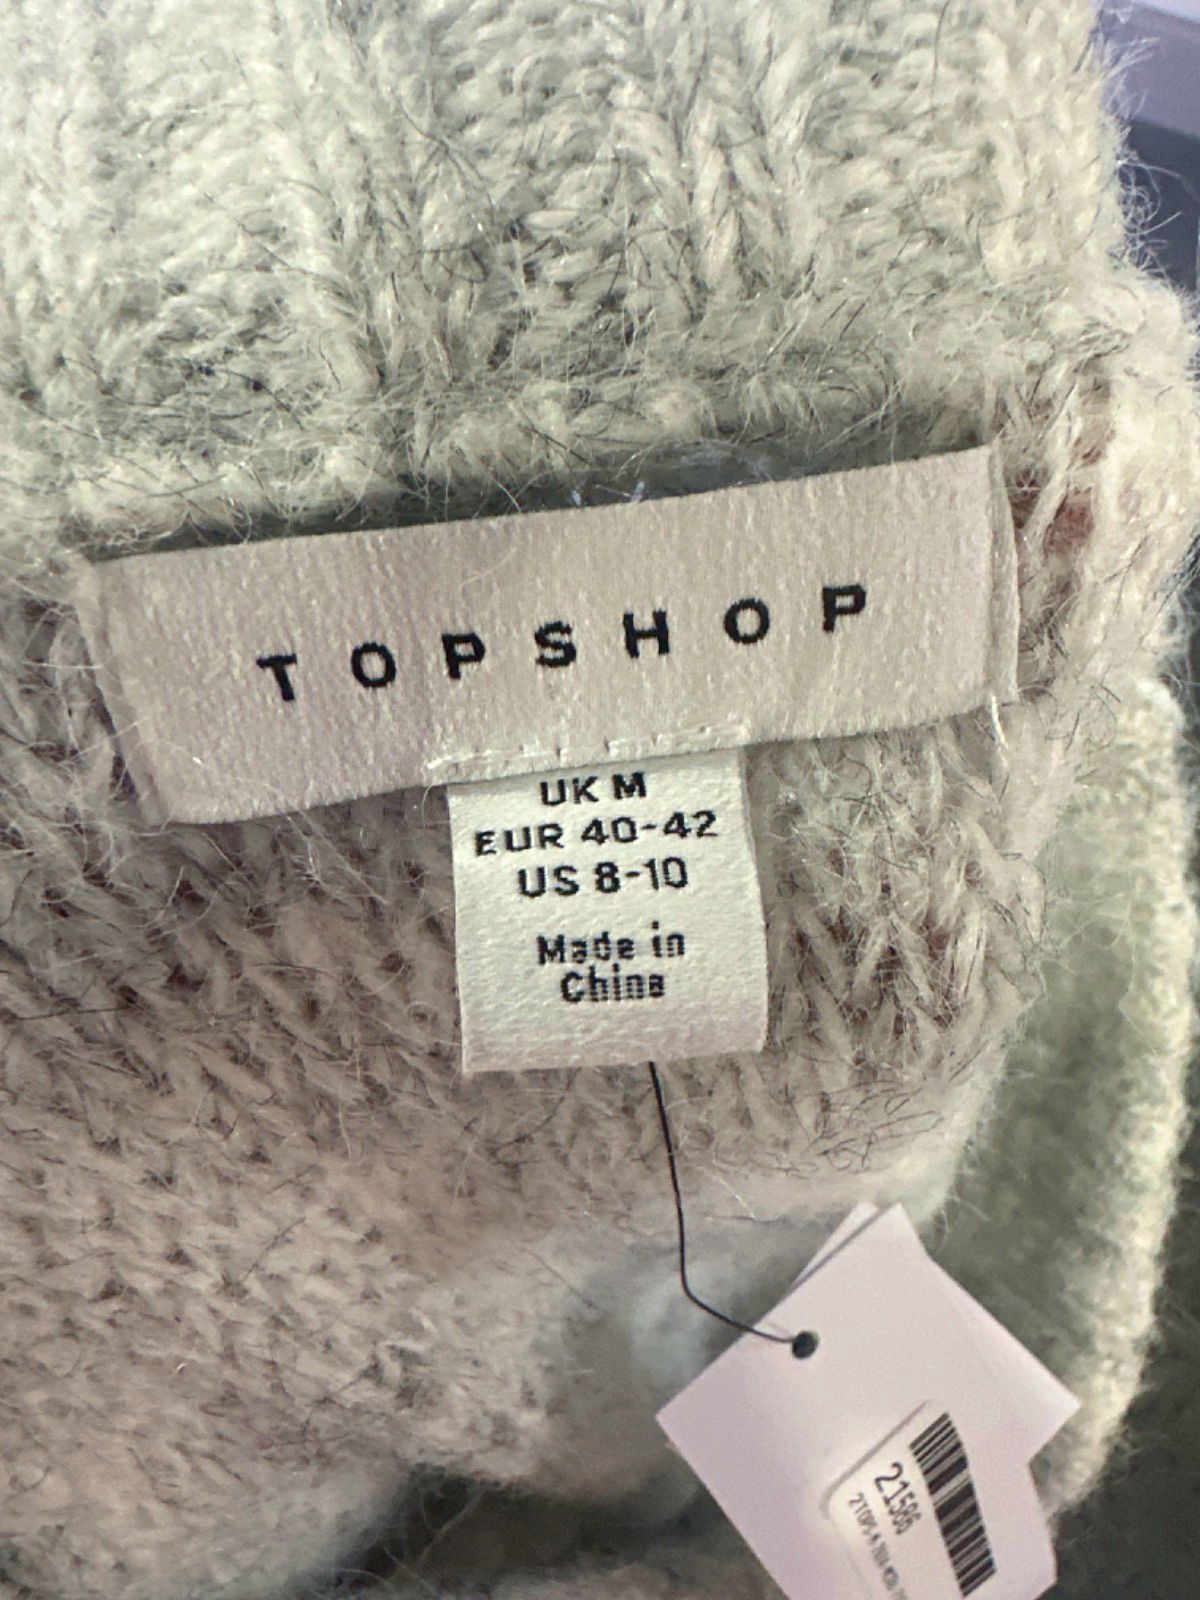 TOPSHOP
UK M
EUR 40-42
US 8-10
Made in
China
21586